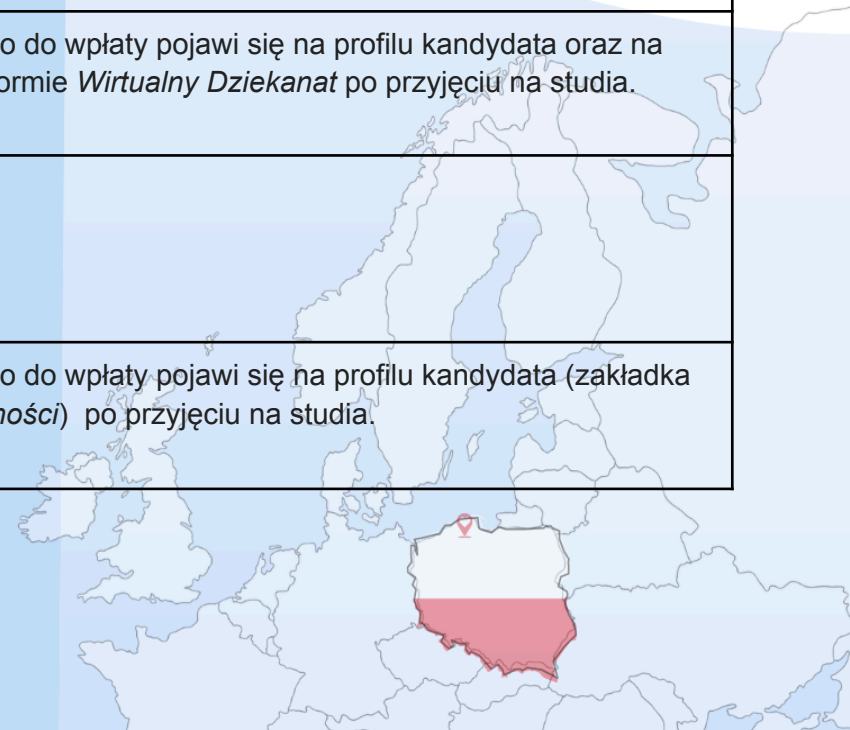 o do wpłaty pojawi się na profilu kandydata oraz na
ormie Wirtualny Dziekanat po przyjęciu na studia.
o do wpłaty pojawi się na profilu kandydata (zakładka
ności) po przyjęciu na studia.